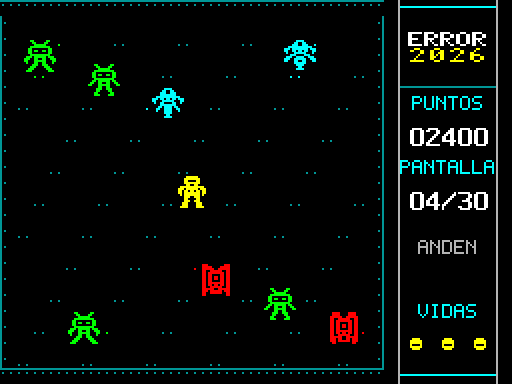 ERROR
2026
PUNTOS
02400
PANTALLA
04/30
ANDEN
VIDAS